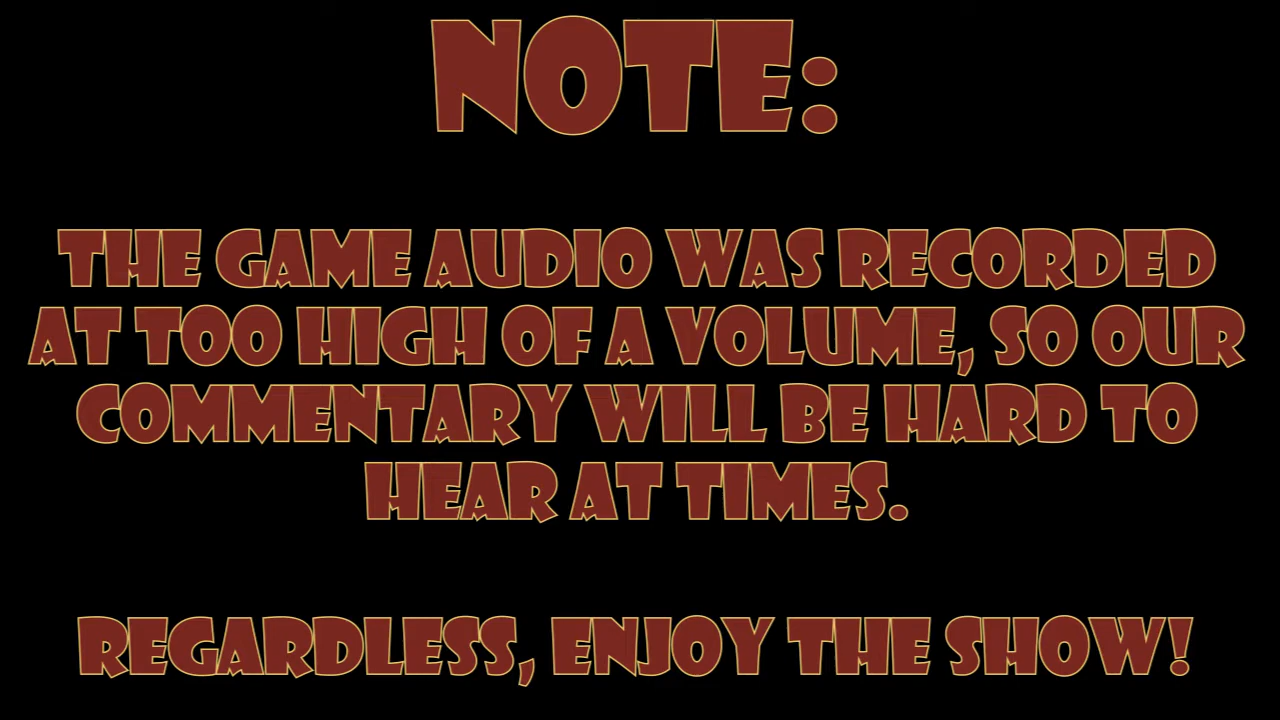 NOTE:
THE GAME AUDIO WAS RECORDED
AT TOO HIGH OF A VOLUME, SO OUR
COMMENTARY WILL BE HARD TO
HEAR AT TIMES.
REGARDLESS, ENJOY THE SHOW!